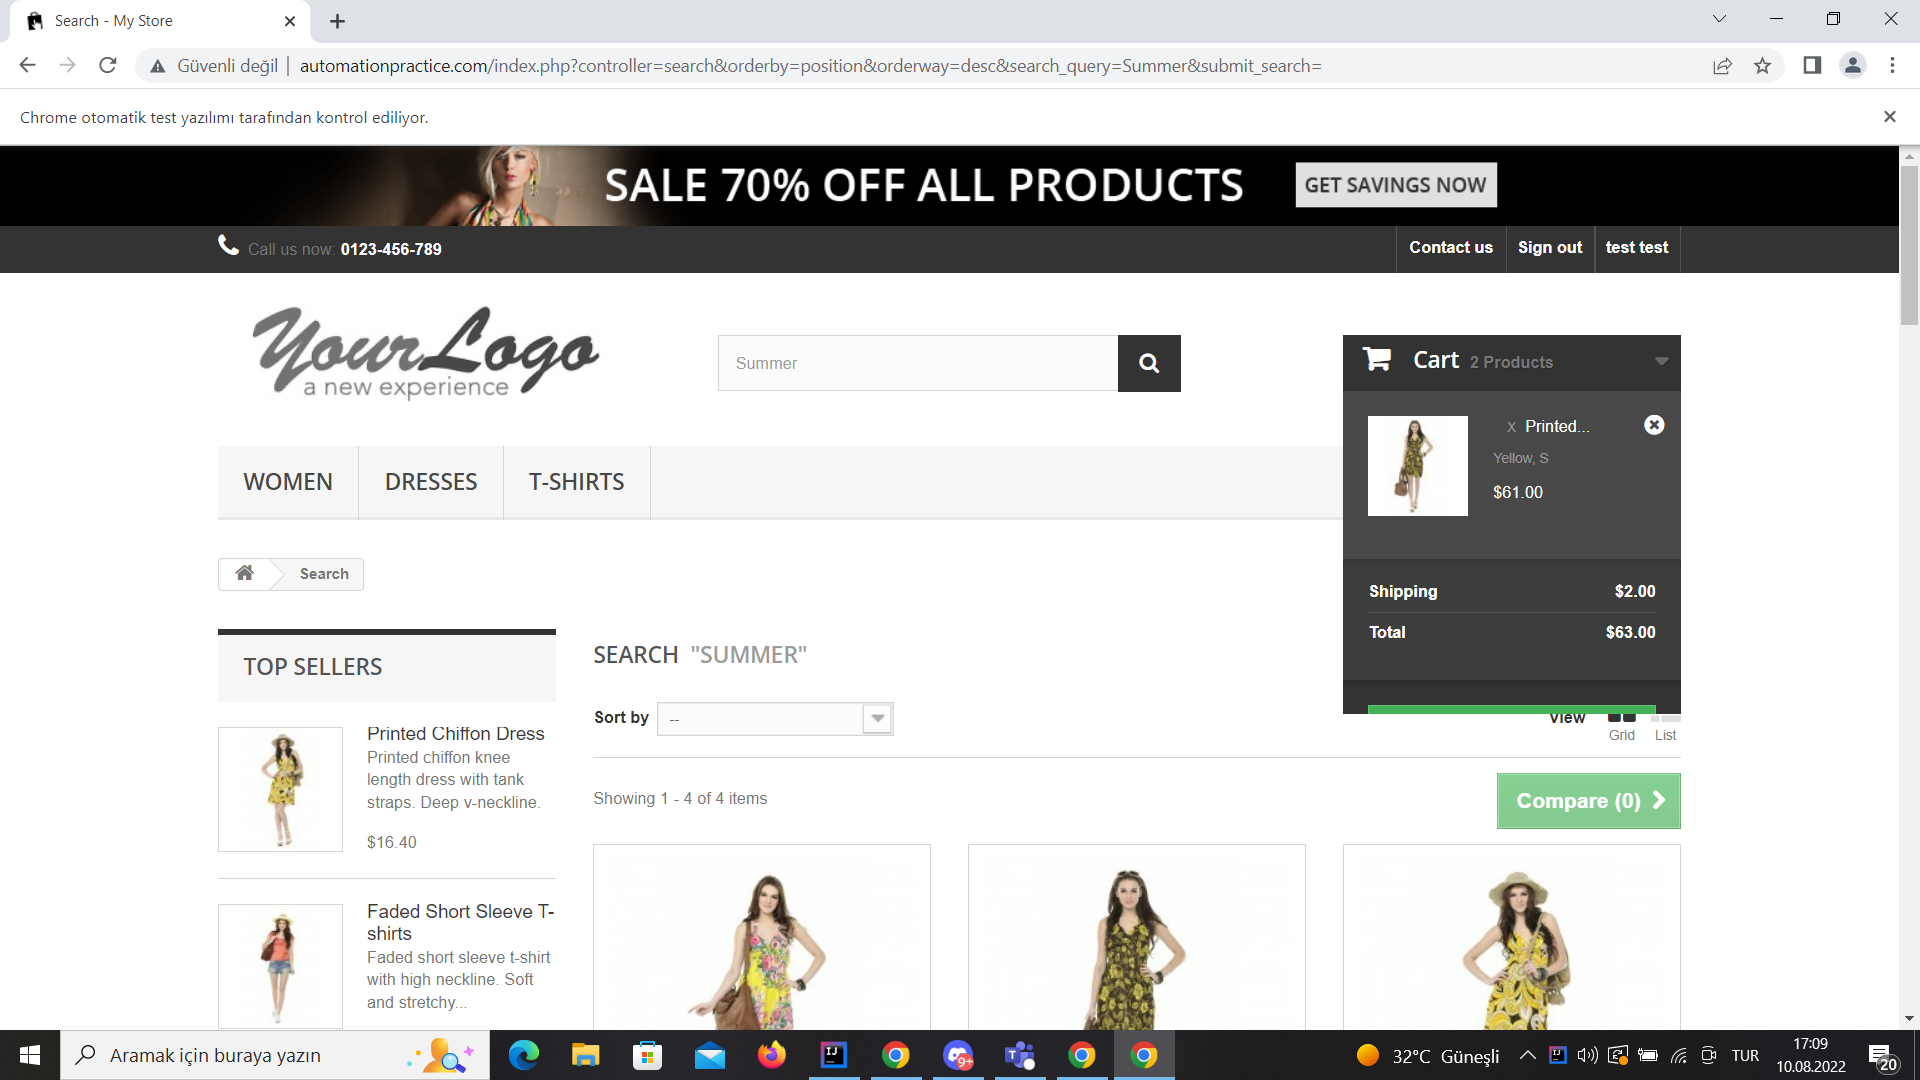 Search - My Store
Güvenli değil
automationpractice.com/index.php?controller=search&orderby=position&orderway=desc&search_query=Summer&submit_search=
Chrome otomatik test yazılımı tarafından kontrol ediliyor.
SALE 70% OFF ALL PRODUCTS
GET SAVINGS NOW
Call us now: 0123-456-789
Contact us
Sign out
test test
YourLogo
a new experience
Summer
Cart 2 Products
x Printed...
Yellow, S
$61.00
Shipping $2.00
Total $63.00
WOMEN
DRESSES
T-SHIRTS
Search
TOP SELLERS
Printed Chiffon Dress
Printed chiffon knee
length dress with tank
straps. Deep v-neckline.
$16.40
Faded Short Sleeve T-
shirts
Faded short sleeve t-shirt
with high neckline. Soft
and stretchy...
SEARCH "SUMMER"
Sort by
--
View
Grid
List
Showing 1 - 4 of 4 items
Compare (0)
Aramak için buraya yazın
IJ
9+
T
32°C Güneşli
IJ
TUR
17:09
10.08.2022
20